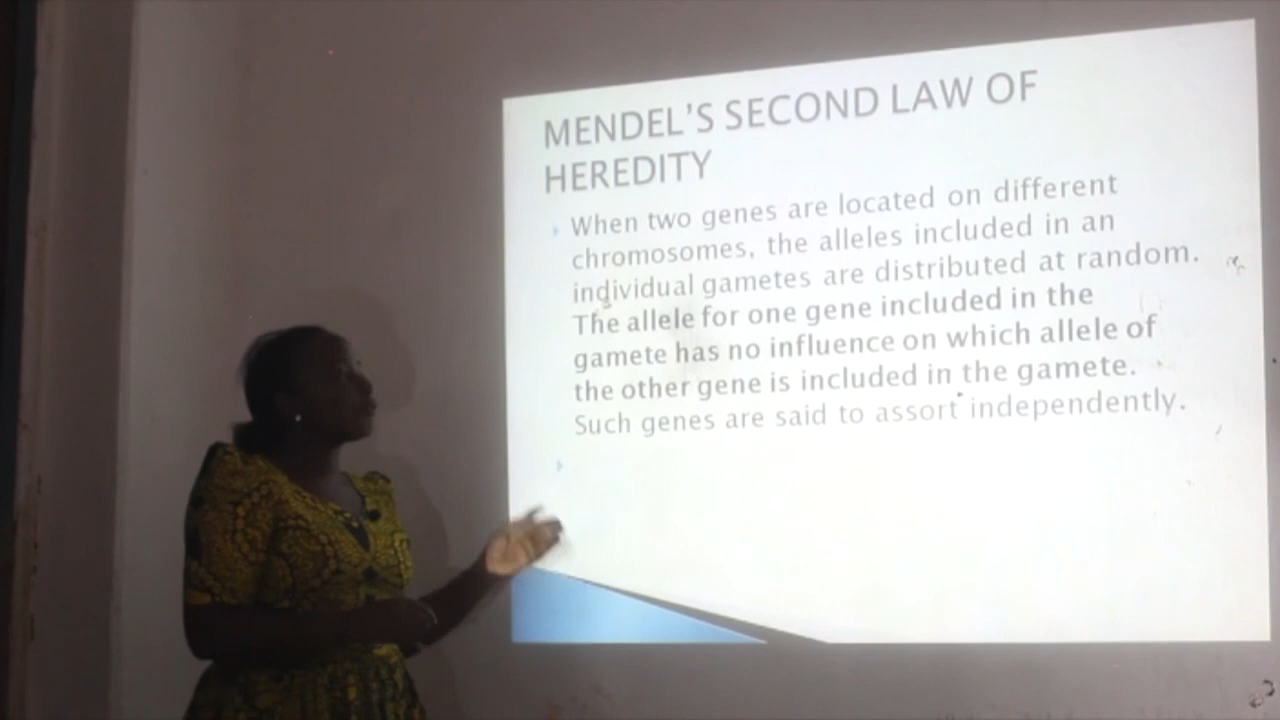 MENDEL'S SECOND LAW OF
HEREDITY
When two genes are located on different
chromosomes, the alleles included in an
individual gametes are distributed at random.
The allele for one gene included in the
gamete has no influence on which allele of
the other gene is included in the gamete.
Such genes are said to assort independently.